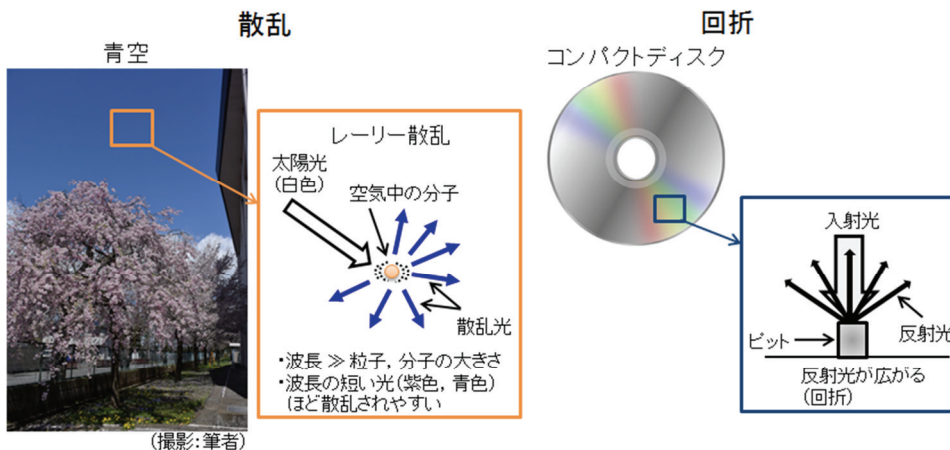 散乱
青空
レーリー散乱
太陽光
(白色)
空気中の分子
散乱光
・波長 ≫ 粒子, 分子の大きさ
・波長の短い光(紫色, 青色)
ほど散乱されやすい
(撮影:筆者)
回折
コンパクトディスク
入射光
ピット
反射光
反射光が広がる
(回折)